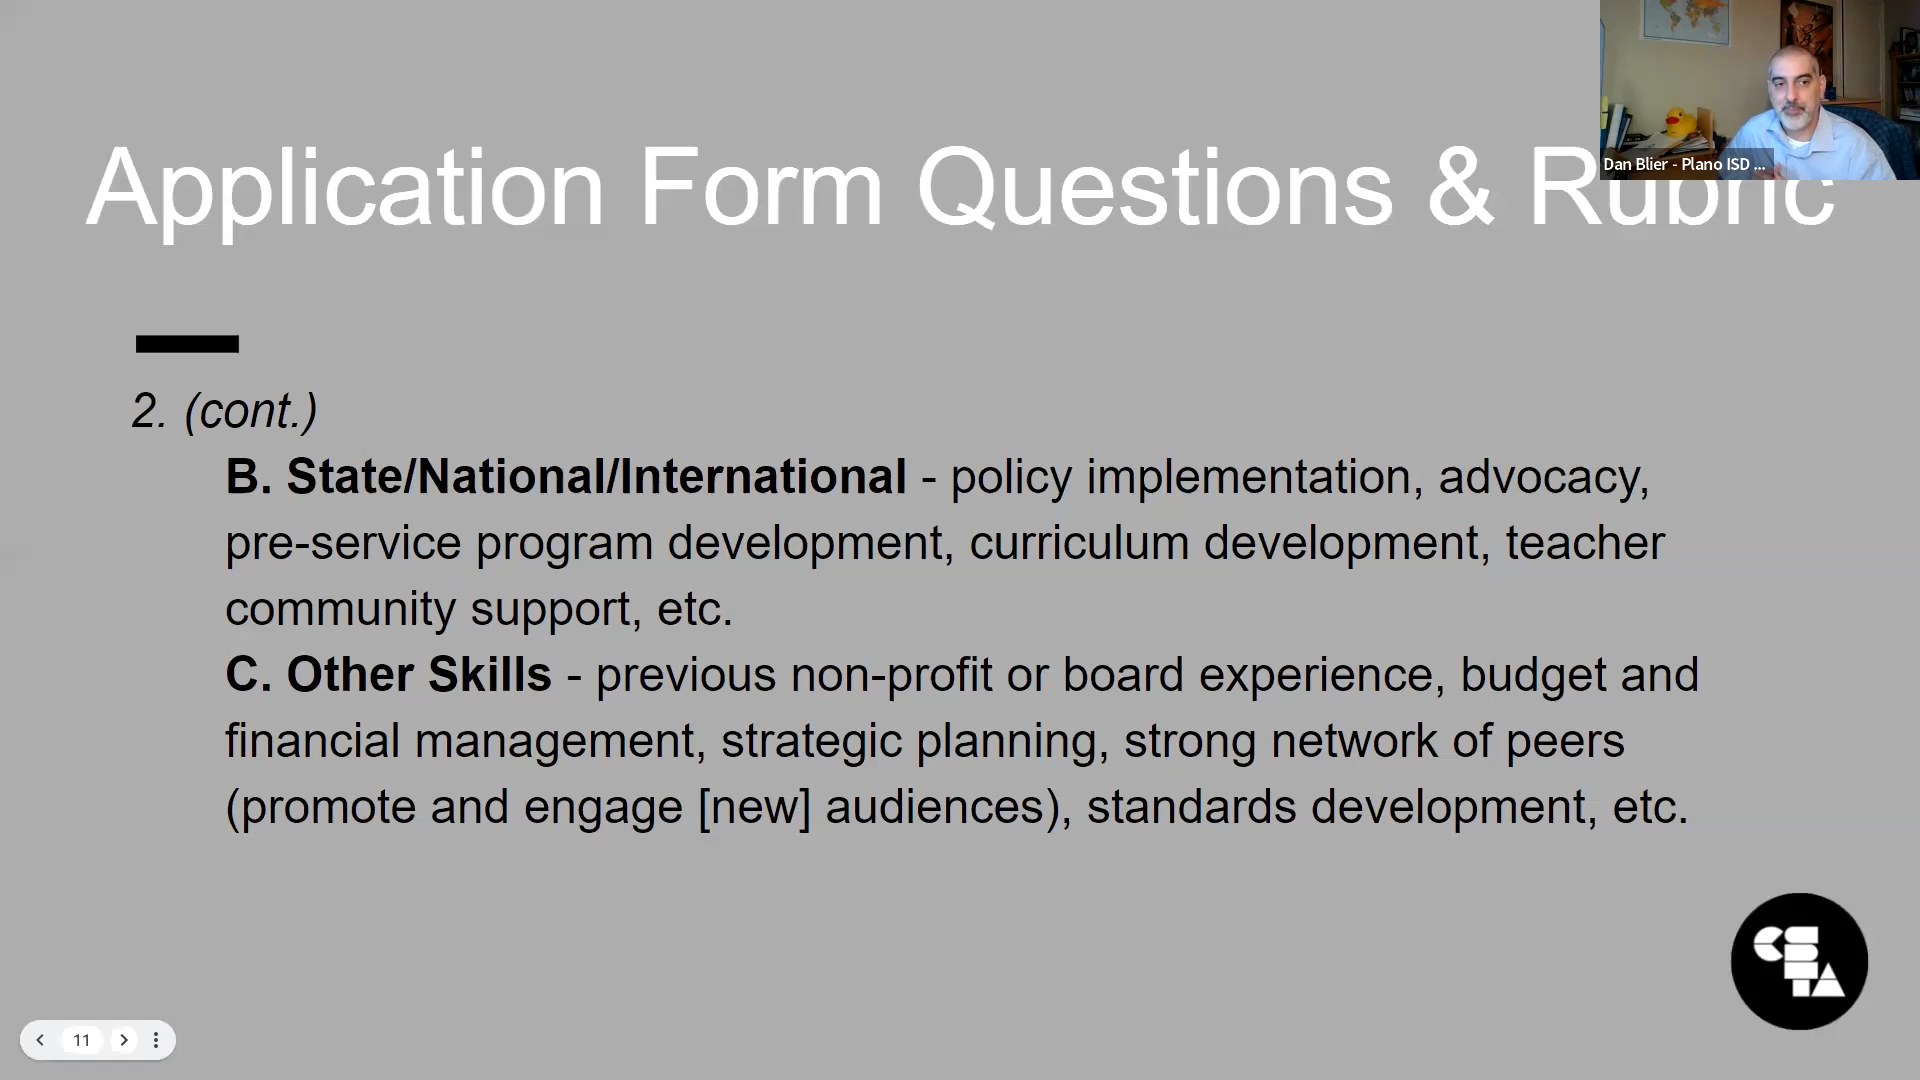 Application Form Questions & Rubric
Dan Blier - Plano ISD ...
2. (cont.)
B. State/National/International - policy implementation, advocacy,
pre-service program development, curriculum development, teacher
community support, etc.
C. Other Skills - previous non-profit or board experience, budget and
financial management, strategic planning, strong network of peers
(promote and engage [new] audiences), standards development, etc.
CSTA
11